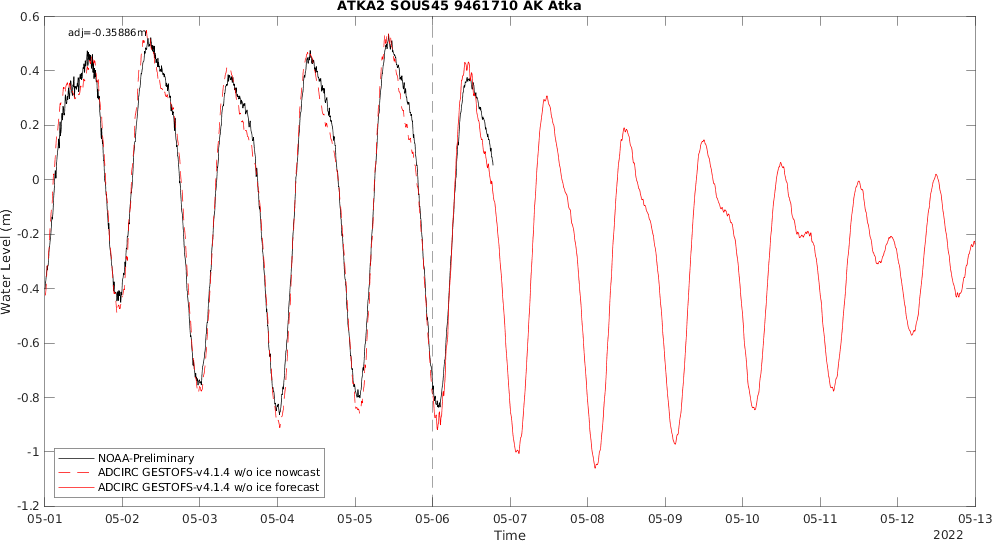 ATKA2 SOUS45 9461710 AK Atka
adj=-0.35886m
0.6
0.4
0.2
0
-0.2
-0.4
-0.6
-0.8
-1
-1.2
Water Level (m)
NOAA-Preliminary
ADCIRC GESTOFS-v4.1.4 w/o ice nowcast
ADCIRC GESTOFS-v4.1.4 w/o ice forecast
05-01 05-02 05-03 05-04 05-05 05-06 05-07 05-08 05-09 05-10 05-11 05-12 05-13
Time
2022